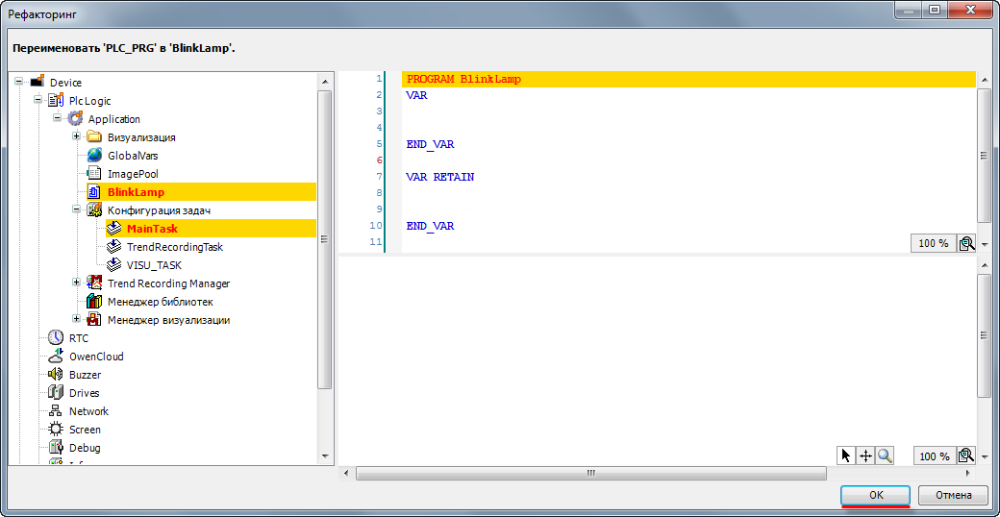 Рефакторинг
Переименовать 'PLC_PRG' в 'BlinkLamp'.
Device
Plc Logic
Application
Визуализация
GlobalVars
ImagePool
BlinkLamp
Конфигурация задач
MainTask
TrendRecordingTask
VISU_TASK
Trend Recording Manager
Менеджер библиотек
Менеджер визуализации
RTC
OwenCloud
Buzzer
Drives
Network
Screen
Debug
1 PROGRAM BlinkLamp
2 VAR
3
4
5 END_VAR
6
7 VAR RETAIN
8
9
10 END_VAR
11
100 %
100 %
OK
Отмена